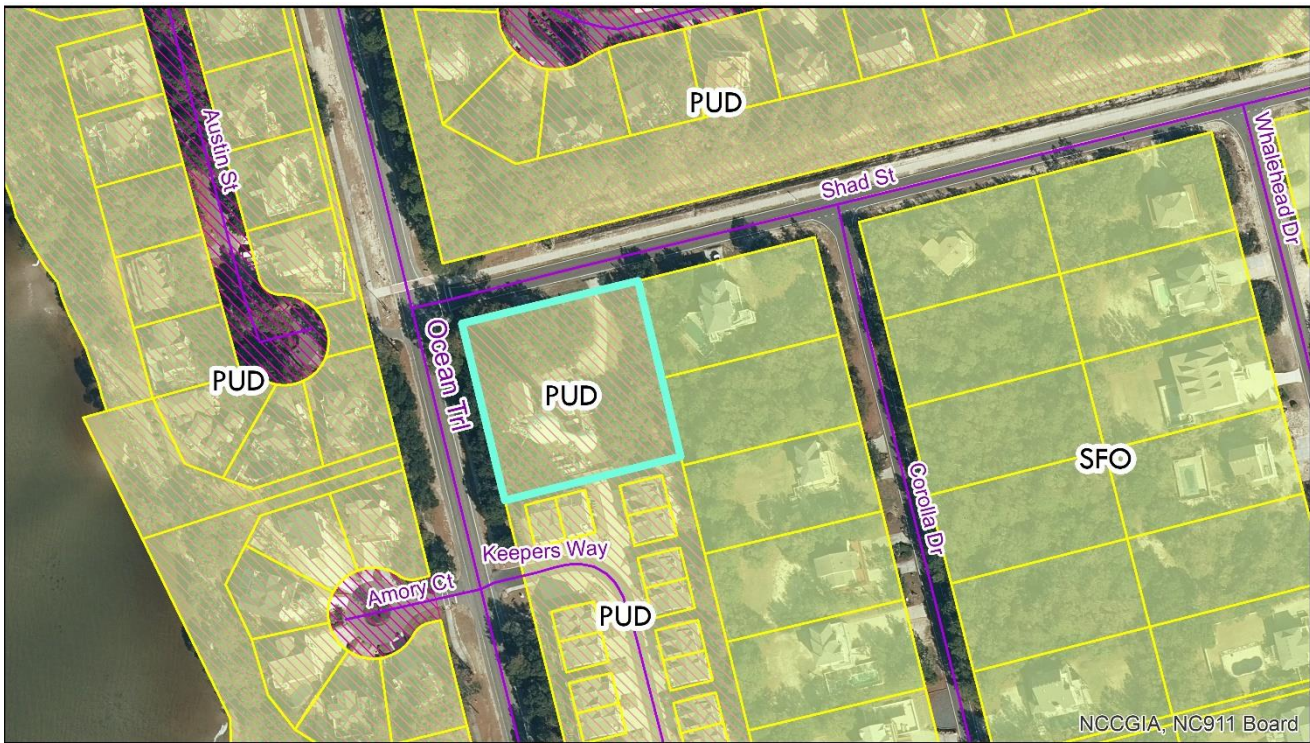 PUD
Austin St
Whalehead Dr
Shad St
Ocean Trl
PUD
PUD
SFO
Corolla Dr
Keepers Way
Amory Ct
PUD
NCCGIA, NC911 Board